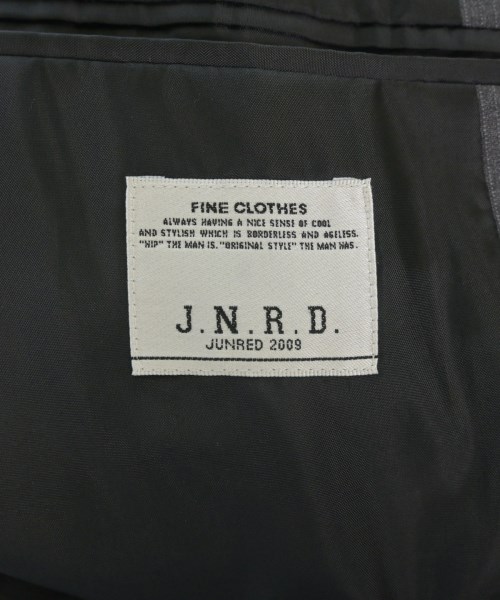 FINE CLOTHES
ALWAYS HAVING A NICE SENSE OF COOL
AND STYLISH WHICH IS BORDERLESS AND AGELESS.
"HIP" THE MAN IS. "ORIGINAL STYLE" THE MAN HAS.
J.N.R.D.
JUNRED 2009